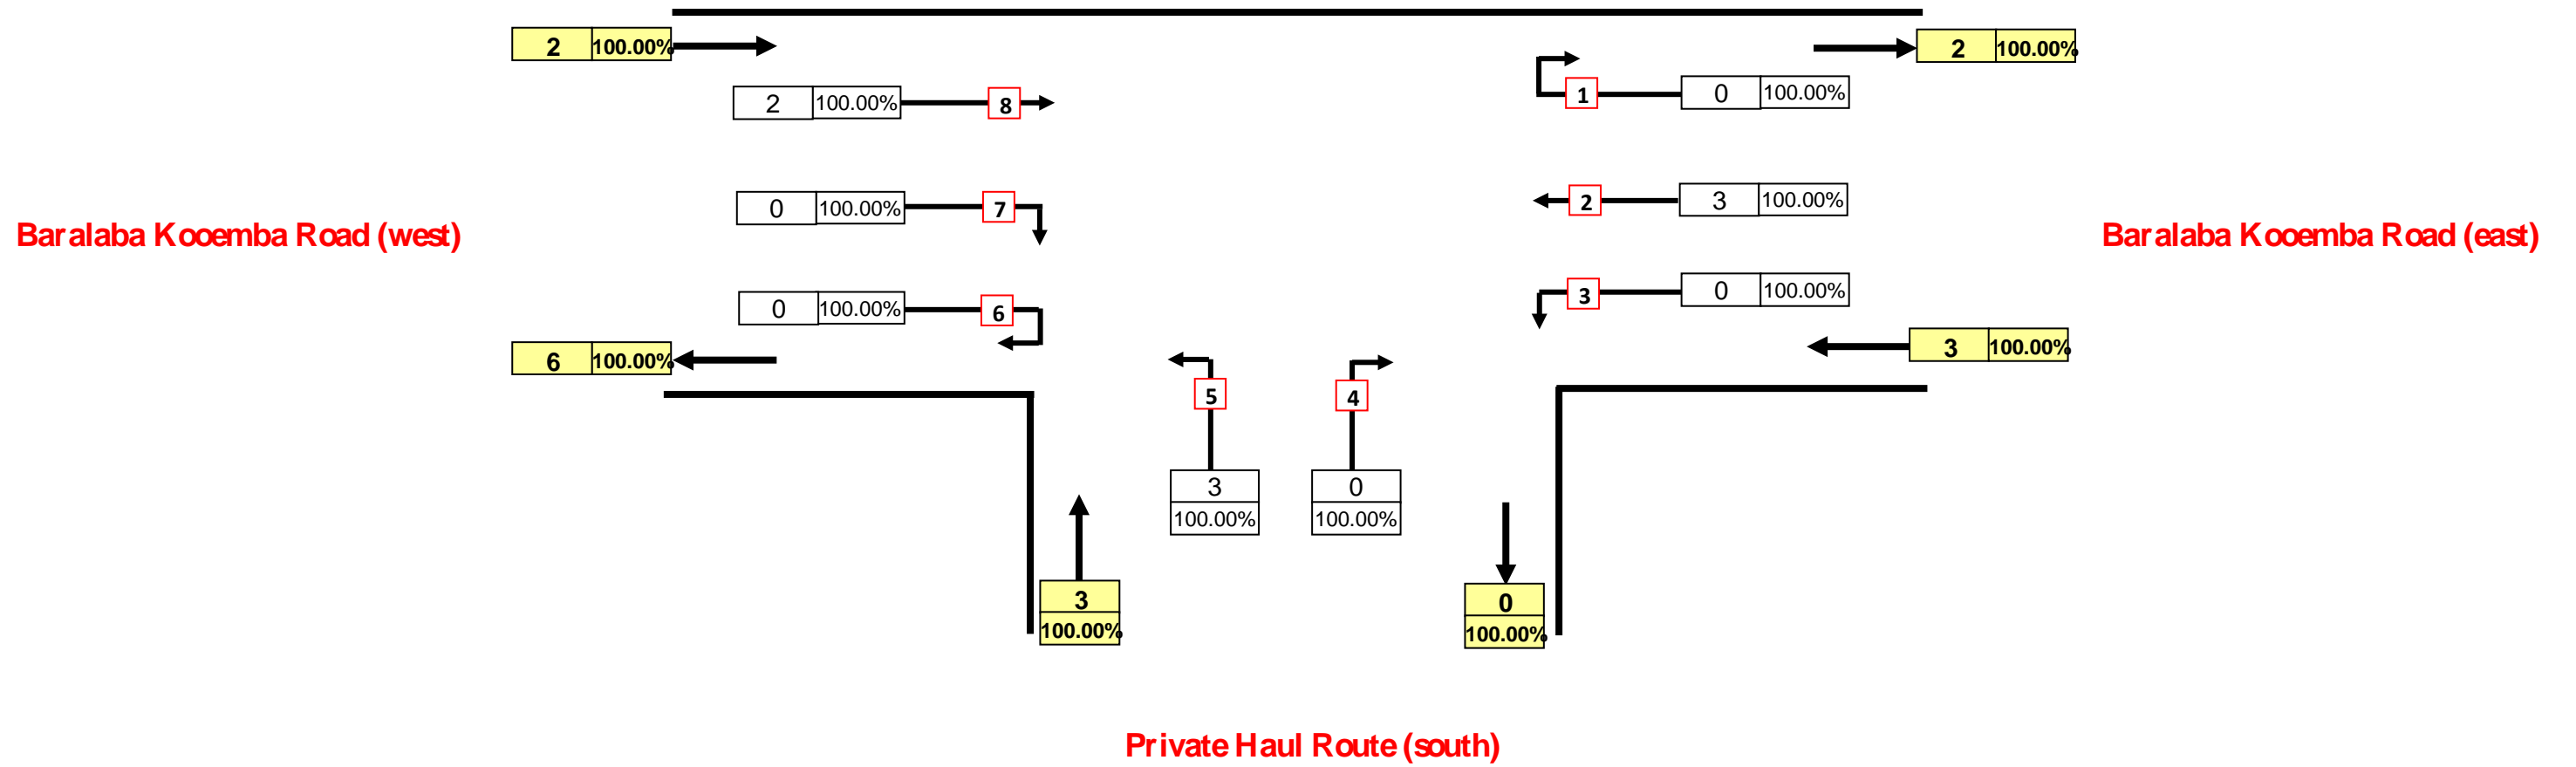 2 100.00%
2 100.00%
2 100.00% 8
1 0 100.00%
0 100.00% 7
2 3 100.00%
Baralaba Kooemba Road (west)
Baralaba Kooemba Road (east)
0 100.00% 6
3 0 100.00%
6 100.00%
3 100.00%
5 4
3 0
100.00% 100.00%
3 0
100.00% 100.00%
Private Haul Route (south)